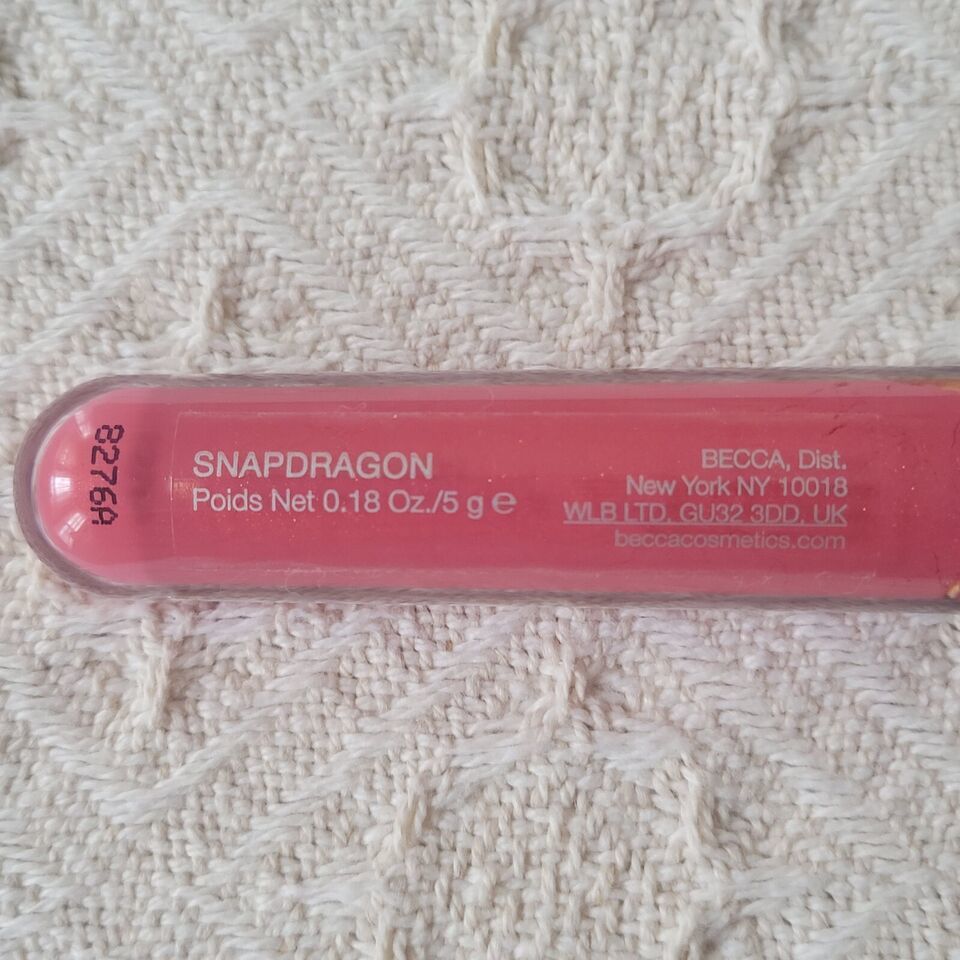 8276A
SNAPDRAGON
Poids Net 0.18 Oz./5 g e
BECCA, Dist.
New York NY 10018
WLB LTD. GU32 3DD. UK
beccacosmetics.com